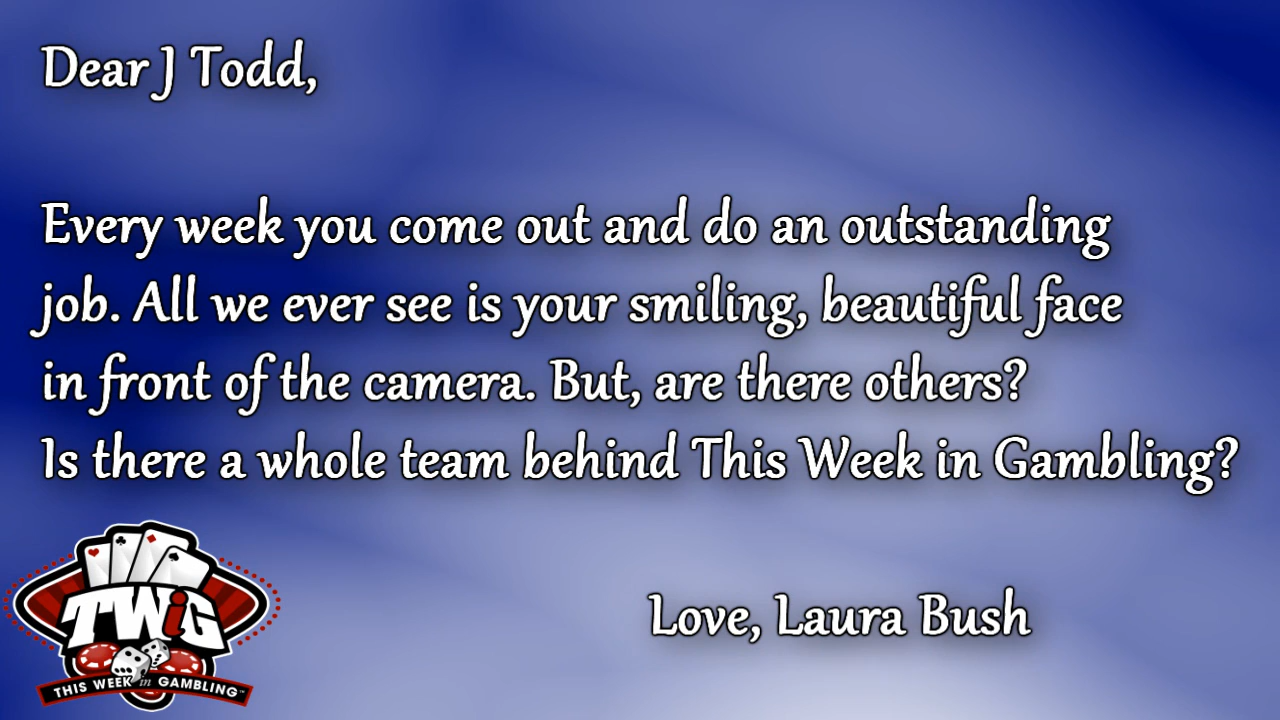 Dear J Todd,
Every week you come out and do an outstanding
job. All we ever see is your smiling, beautiful face
in front of the camera. But, are there others?
Is there a whole team behind This Week in Gambling?
Love, Laura Bush
TWiG
THIS WEEK in GAMBLING™